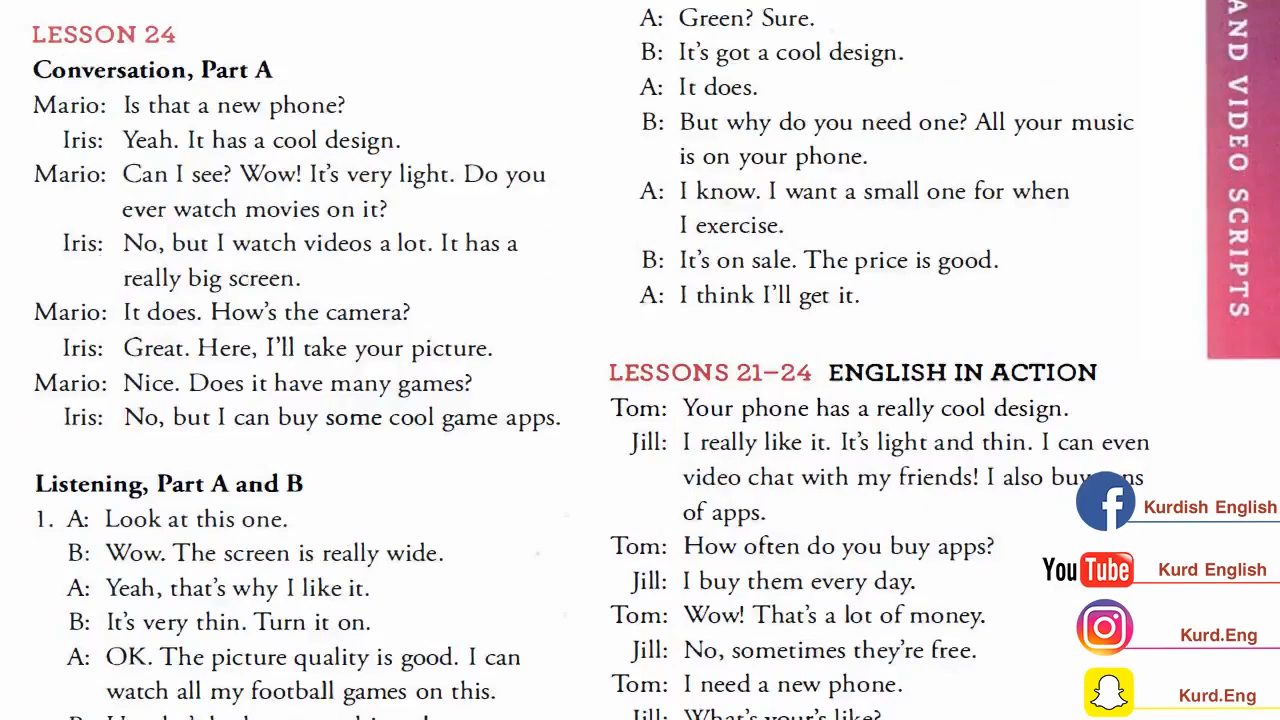 LESSON 24
Conversation, Part A
Mario: Is that a new phone?
Iris: Yeah. It has a cool design.
Mario: Can I see? Wow! It's very light. Do you
ever watch movies on it?
Iris: No, but I watch videos a lot. It has a
really big screen.
Mario: It does. How's the camera?
Iris: Great. Here, I'll take your picture.
Mario: Nice. Does it have many games?
Iris: No, but I can buy some cool game apps.
Listening, Part A and B
1. A: Look at this one.
B: Wow. The screen is really wide.
A: Yeah, that's why I like it.
B: It's very thin. Turn it on.
A: OK. The picture quality is good. I can
watch all my football games on this.
A: Green? Sure.
B: It's got a cool design.
A: It does.
B: But why do you need one? All your music
is on your phone.
A: I know. I want a small one for when
I exercise.
B: It's on sale. The price is good.
A: I think I'll get it.
LESSONS 21–24 ENGLISH IN ACTION
Tom: Your phone has a really cool design.
Jill: I really like it. It's light and thin. I can even
video chat with my friends! I also buy
of apps.
Tom: How often do you buy apps?
Jill: I buy them every day.
Tom: Wow! That's a lot of money.
Jill: No, sometimes they're free.
Tom: I need a new phone.
Jill: What's your's like?
AND VIDEO SCRIPTS
f Kurdish English
YouTube Kurd English
Kurd.Eng
Kurd.Eng